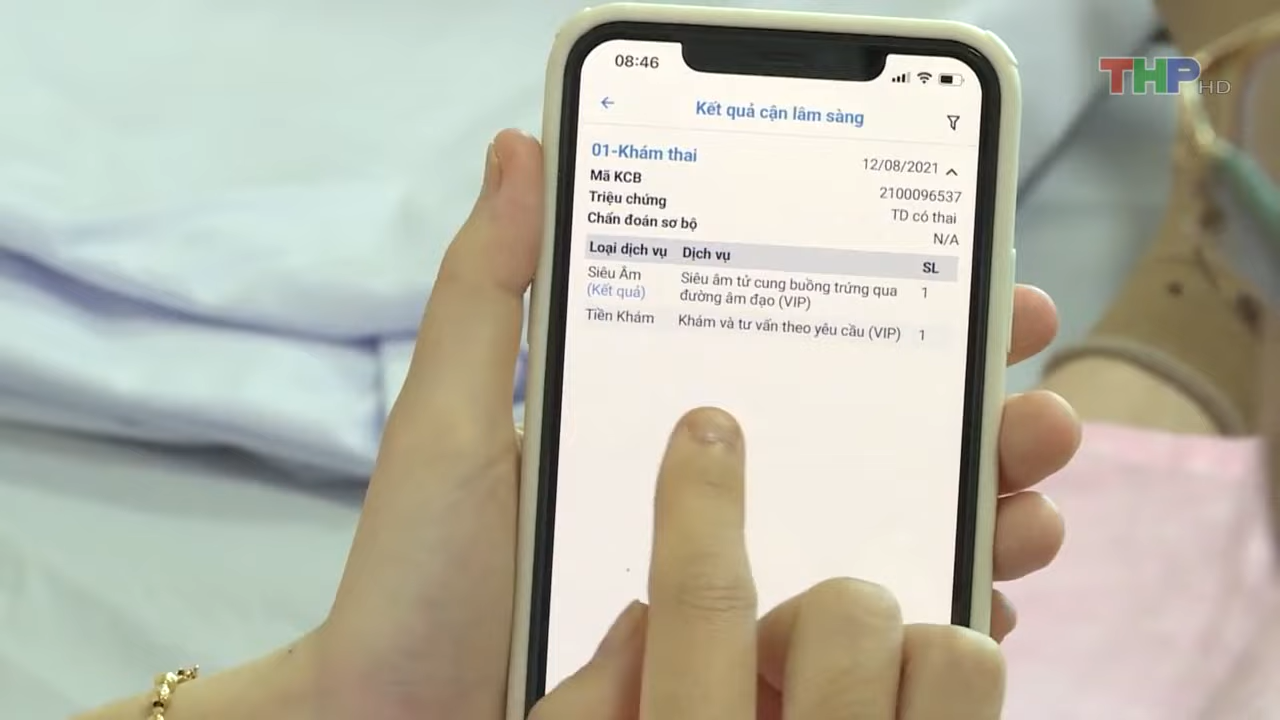 THP HD
08:46
Kết quả cận lâm sàng
01-Khám thai 12/08/2021
Mã KCB 2100096537
Triệu chứng TD có thai
Chẩn đoán sơ bộ N/A
Loại dịch vụ Dịch vụ SL
Siêu Âm Siêu âm tử cung buồng trứng qua 1
(Kết quả) đường âm đạo (VIP)
Tiền Khám Khám và tư vấn theo yêu cầu (VIP) 1